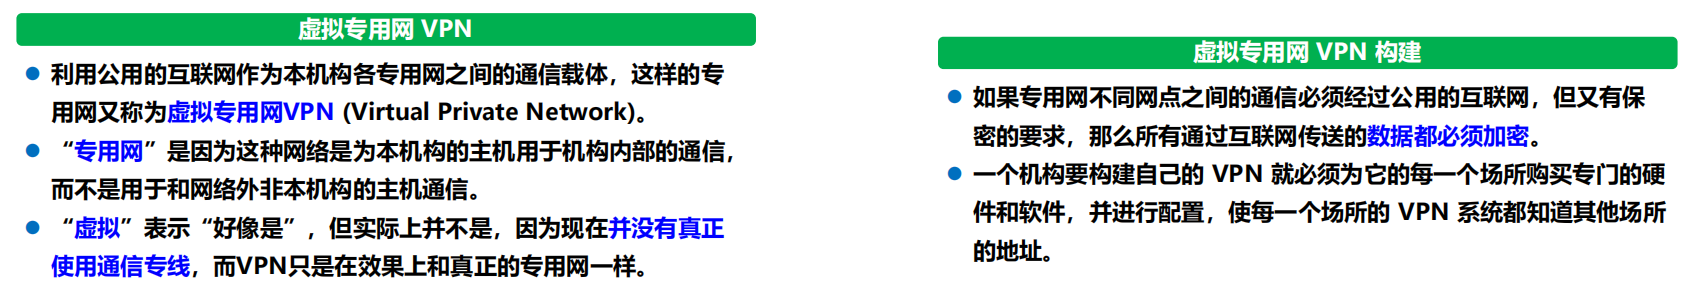 虚拟专用网 VPN
利用公用的互联网作为本机构各专用网之间的通信载体，这样的专
用网又称为虚拟专用网VPN (Virtual Private Network)。
“专用网”是因为这种网络是为本机构的主机用于机构内部的通信，
而不是用于和网络外非本机构的主机通信。
“虚拟”表示“好像是”，但实际上并不是，因为现在并没有真正
使用通信专线，而VPN只是在效果上和真正的专用网一样。
虚拟专用网 VPN 构建
如果专用网不同网点之间的通信必须经过公用的互联网，但又有保
密的要求，那么所有通过互联网传送的数据都必须加密。
一个机构要构建自己的 VPN 就必须为它的每一个场所购买专门的硬
件和软件，并进行配置，使每一个场所的 VPN 系统都知道其他场所
的地址。